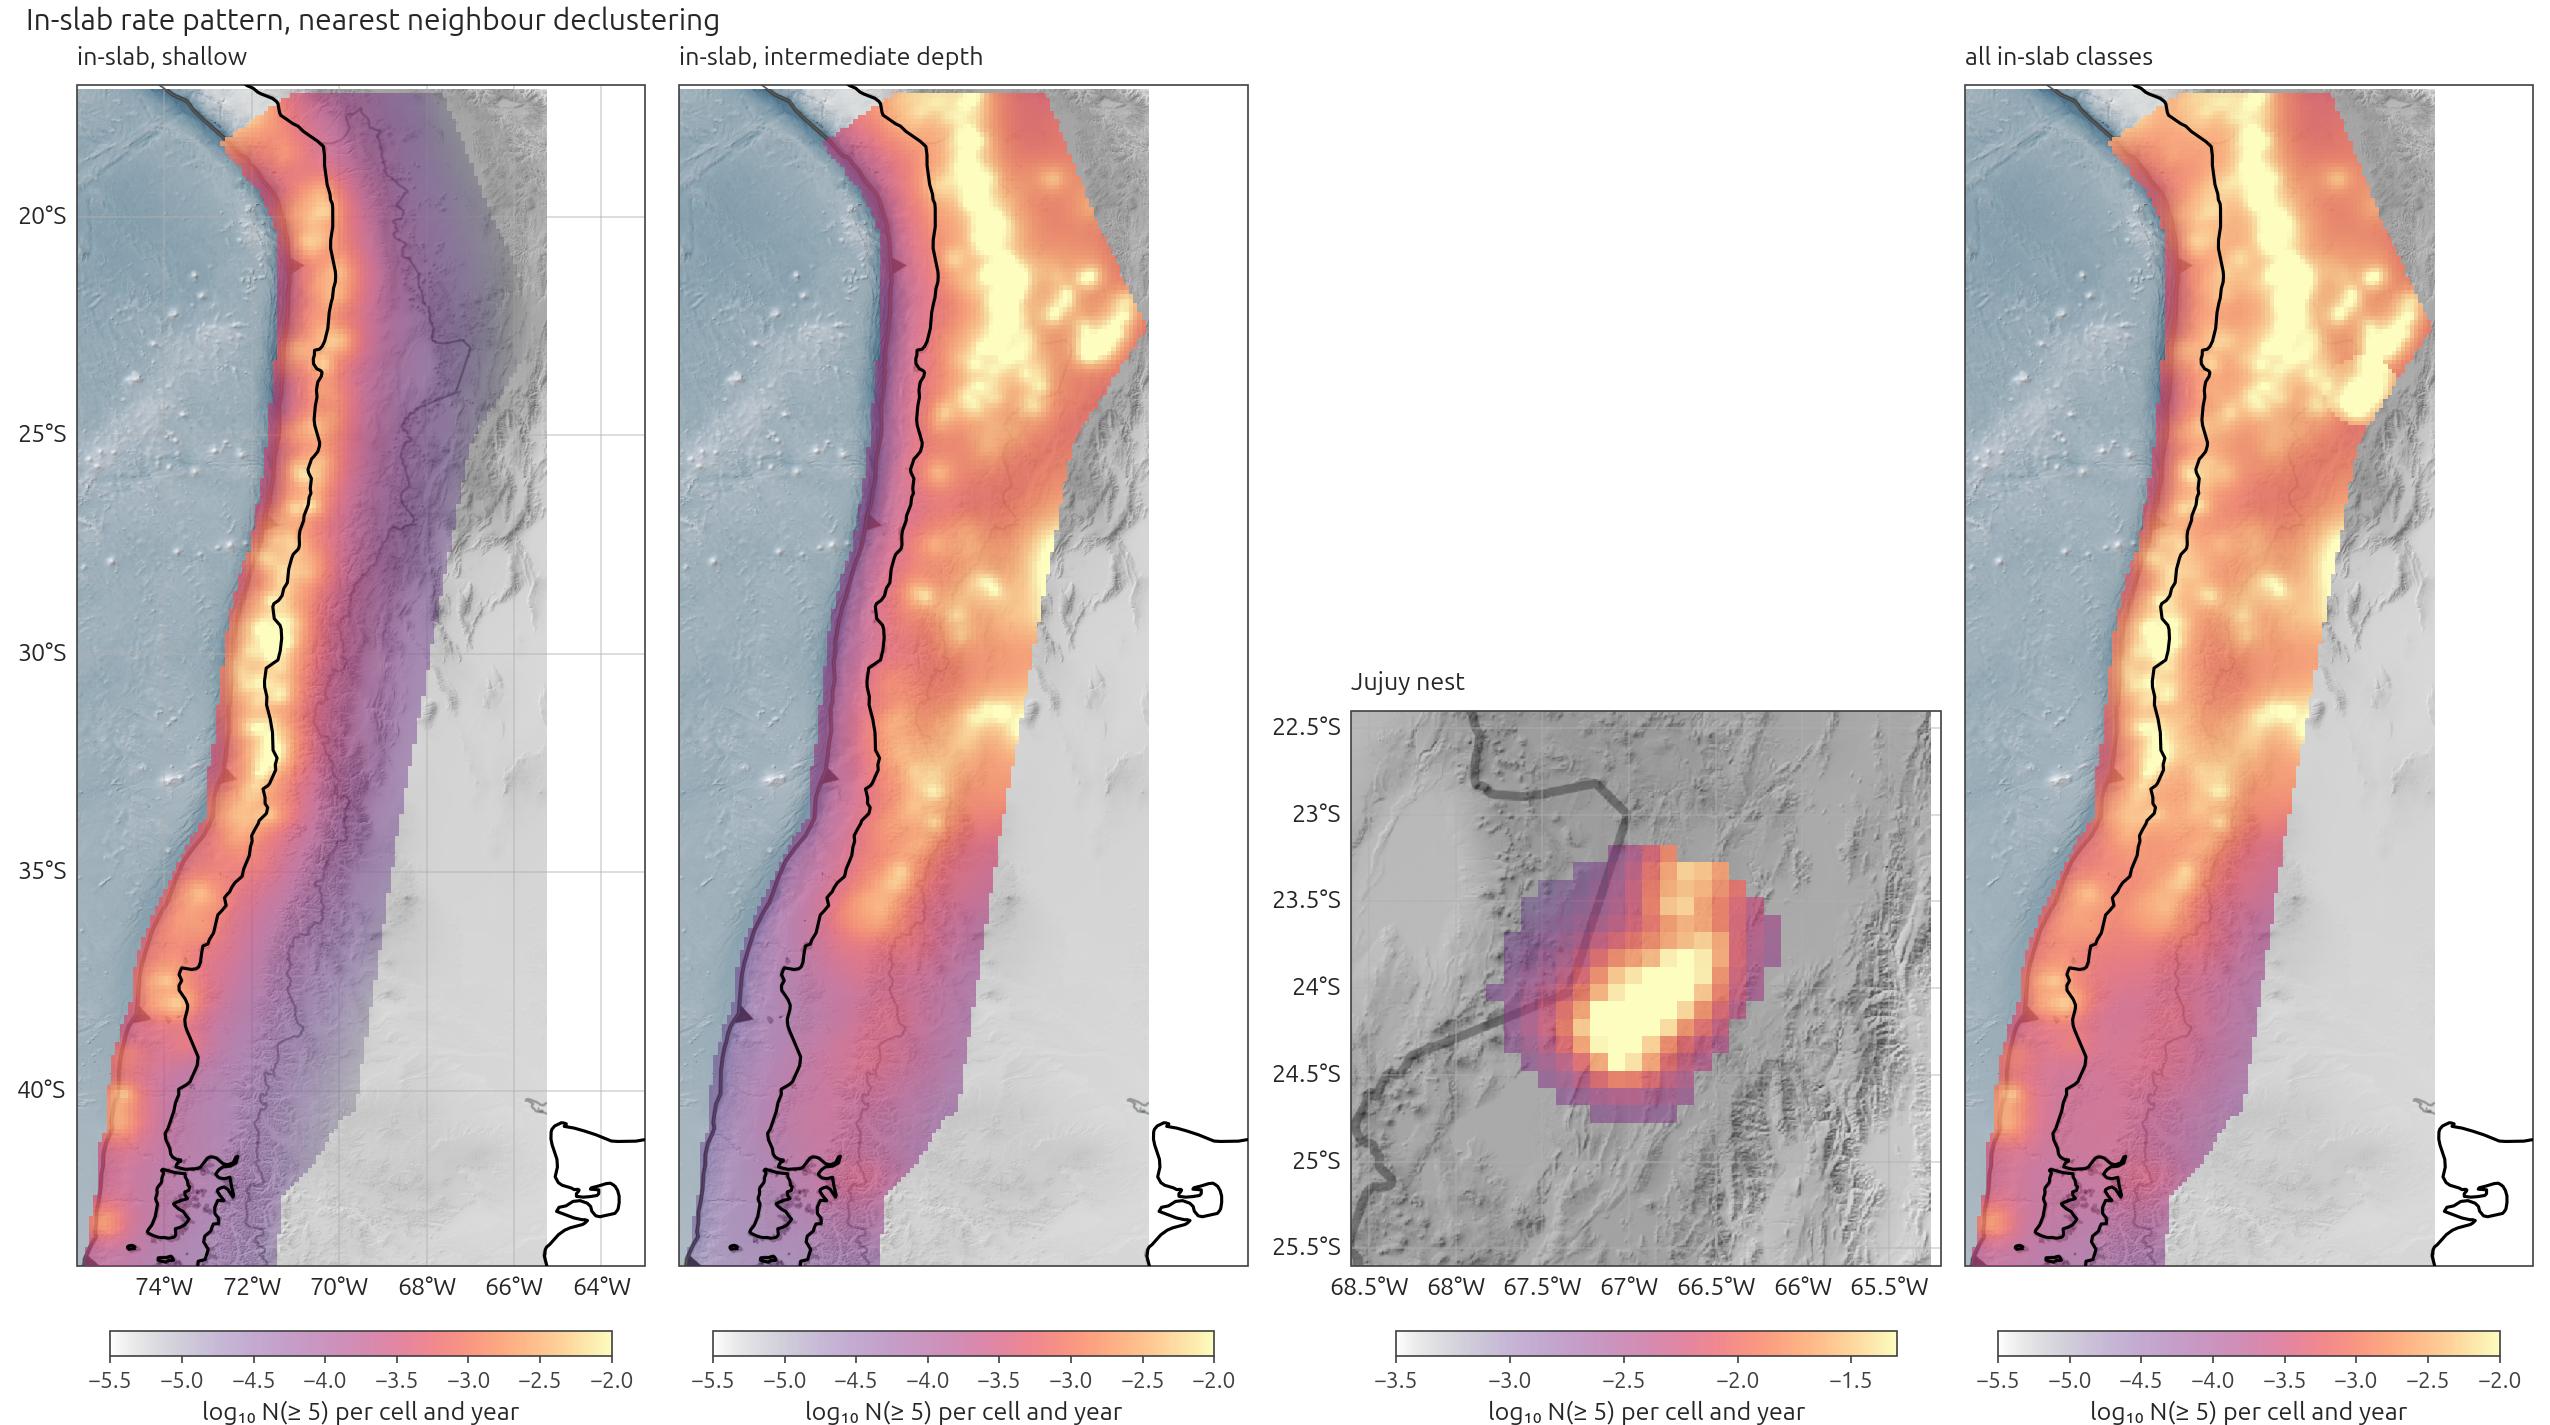 In-slab rate pattern, nearest neighbour declustering
in-slab, shallow
in-slab, intermediate depth
all in-slab classes
20°S
25°S
30°S
35°S
40°S
74°W 72°W 70°W 68°W 66°W 64°W
Jujuy nest
22.5°S
23°S
23.5°S
24°S
24.5°S
25°S
25.5°S
68.5°W 68°W 67.5°W 67°W 66.5°W 66°W 65.5°W
−5.5 −5.0 −4.5 −4.0 −3.5 −3.0 −2.5 −2.0
log₁₀ N(≥ 5) per cell and year
−5.5 −5.0 −4.5 −4.0 −3.5 −3.0 −2.5 −2.0
log₁₀ N(≥ 5) per cell and year
−3.5 −3.0 −2.5 −2.0 −1.5
log₁₀ N(≥ 5) per cell and year
−5.5 −5.0 −4.5 −4.0 −3.5 −3.0 −2.5 −2.0
log₁₀ N(≥ 5) per cell and year